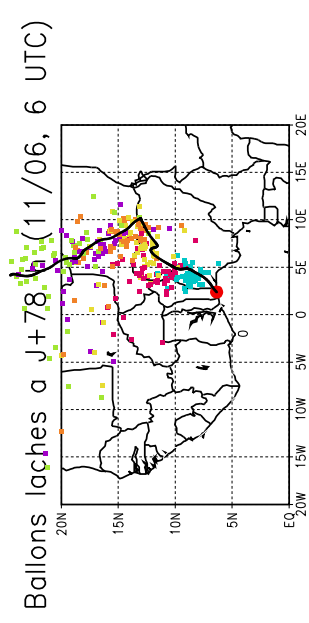 Ballons laches a J+78 (11/06, 6 UTC)
20N
15N
10N
5N
EQ
20W
15W
10W
5W
0
5E
10E
15E
20E
0